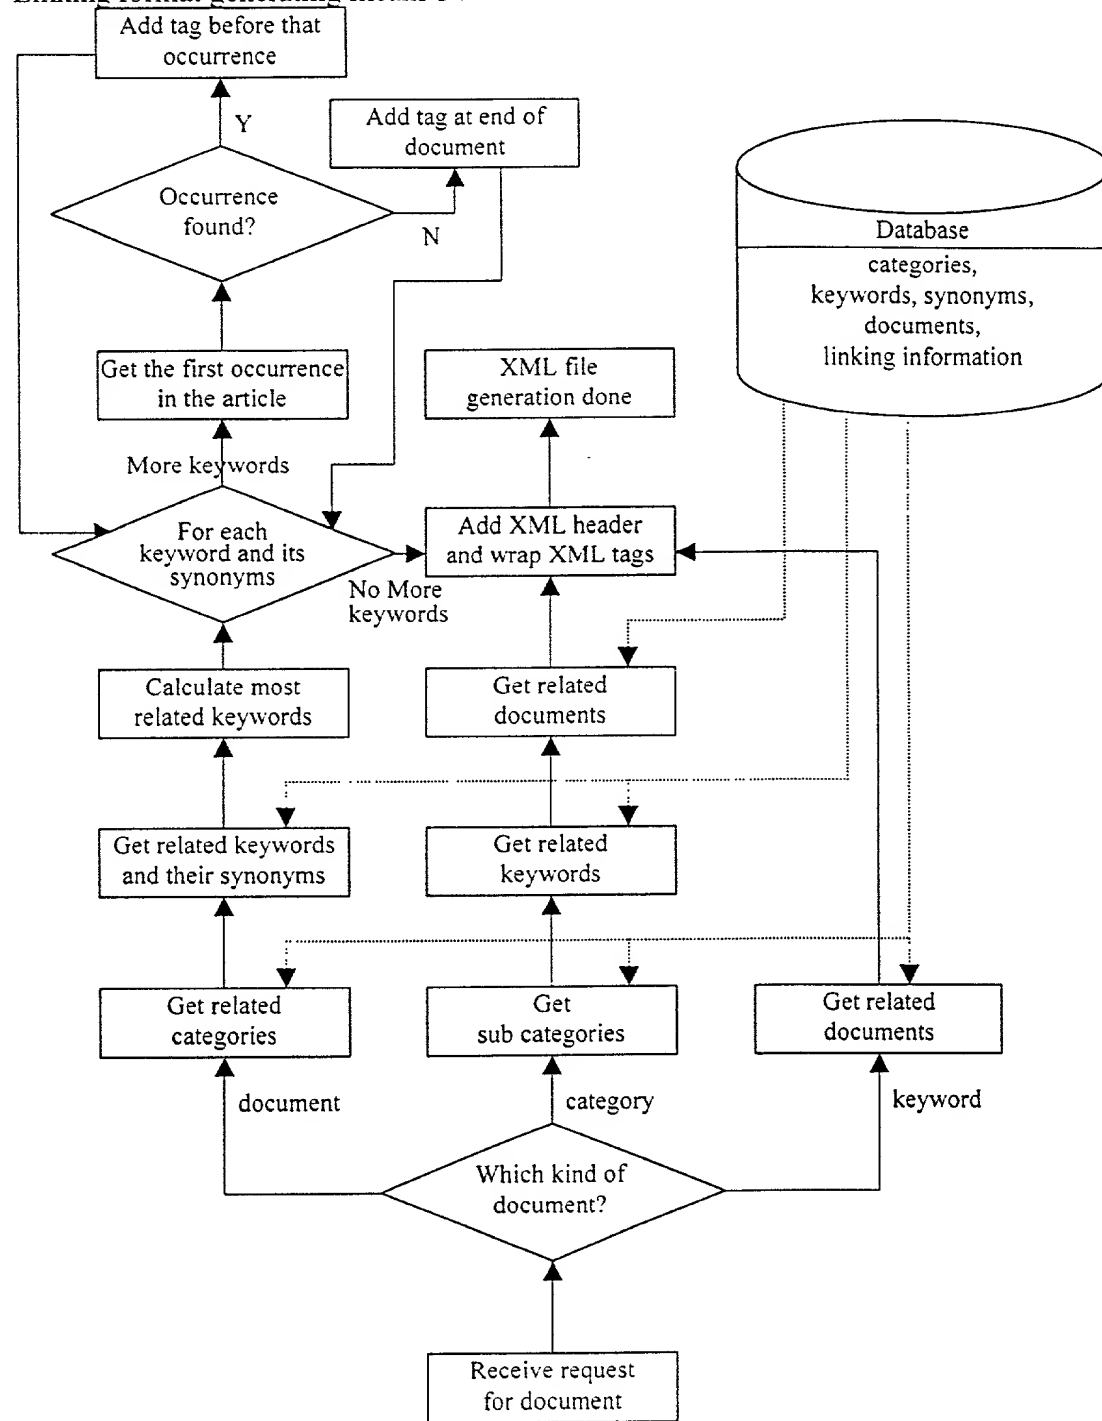 Linking format generating
Add tag before that
occurrence
Y
Add tag at end of
document
Occurrence
found?
N
Database
categories,
keywords, synonyms,
documents,
linking information
Get the first occurrence
in the article
XML file
generation done
More keywords
For each
keyword and its
synonyms
Add XML header
and wrap XML tags
No More
keywords
Calculate most
related keywords
Get related
documents
Get related keywords
and their synonyms
Get related
keywords
Get related
categories
Get
sub categories
Get related
documents
document
category
keyword
Which kind of
document?
Receive request
for document